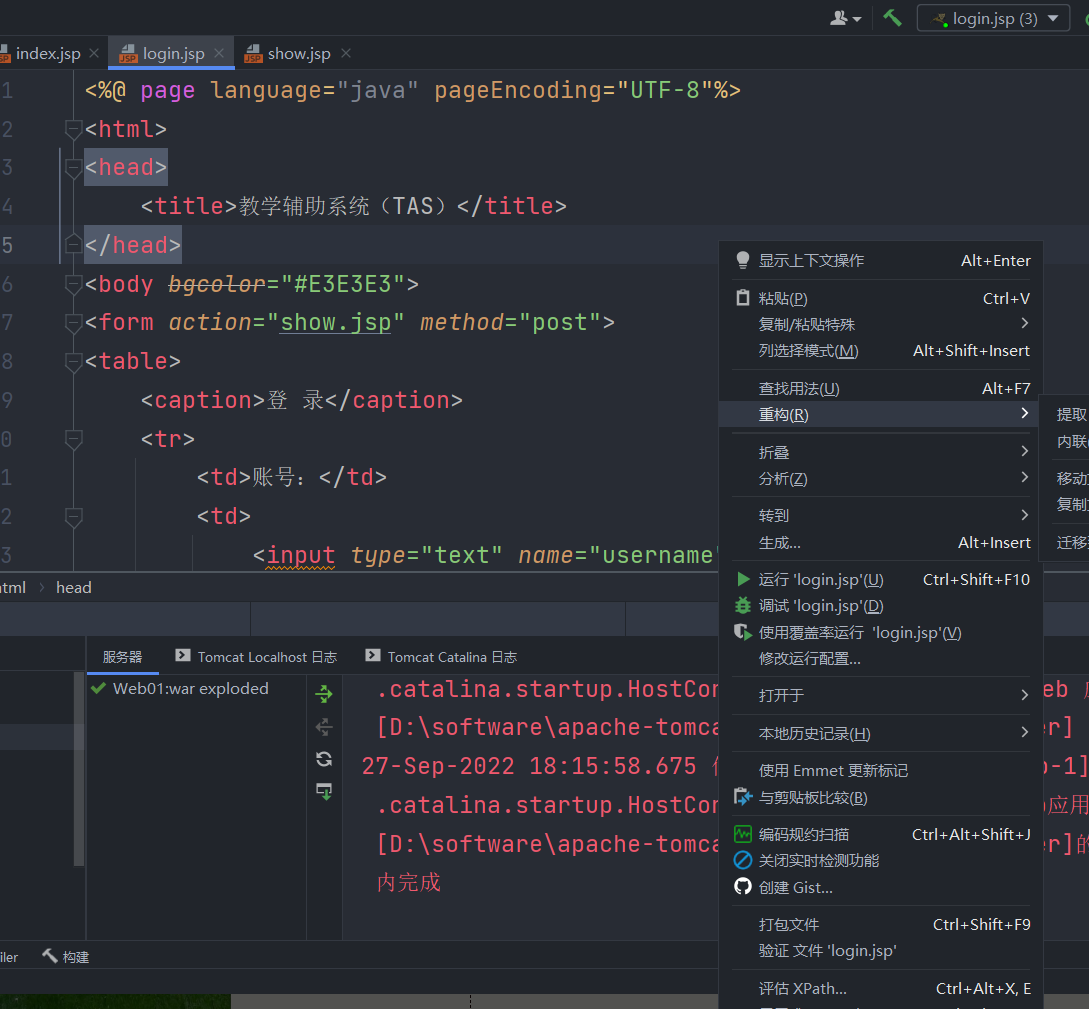 login.jsp (3)
index.jsp
login.jsp
show.jsp
1 <%@ page language="java" pageEncoding="UTF-8"%>
2 <html>
3 <head>
4 <title>教学辅助系统（TAS）</title>
5 </head>
6 <body bgcolor="#E3E3E3">
7 <form action="show.jsp" method="post">
8 <table>
9 <caption>登 录</caption>
0 <tr>
1 <td>账号：</td>
2 <td>
3 <input type="text" name="username"
html > head
显示上下文操作 Alt+Enter
粘贴(P) Ctrl+V
复制/粘贴特殊
列选择模式(M) Alt+Shift+Insert
查找用法(U) Alt+F7
重构(R)
折叠
分析(Z)
转到
生成... Alt+Insert
运行 'login.jsp'(U) Ctrl+Shift+F10
调试 'login.jsp'(D)
使用覆盖率运行 'login.jsp'(V)
修改运行配置...
打开于
本地历史记录(H)
使用 Emmet 更新标记
与剪贴板比较(B)
编码规约扫描 Ctrl+Alt+Shift+J
关闭实时检测功能
创建 Gist...
打包文件 Ctrl+Shift+F9
验证 文件 'login.jsp'
评估 XPath... Ctrl+Alt+X, E
提取
内联
移动
复制
迁移
服务器
Tomcat Localhost 日志
Tomcat Catalina 日志
Web01:war exploded
.catalina.startup.HostCon
eb
[D:\software\apache-tomca
er]
27-Sep-2022 18:15:58.675
-1]
.catalina.startup.HostCon
应用
[D:\software\apache-tomca
er]的
内完成
iler
构建